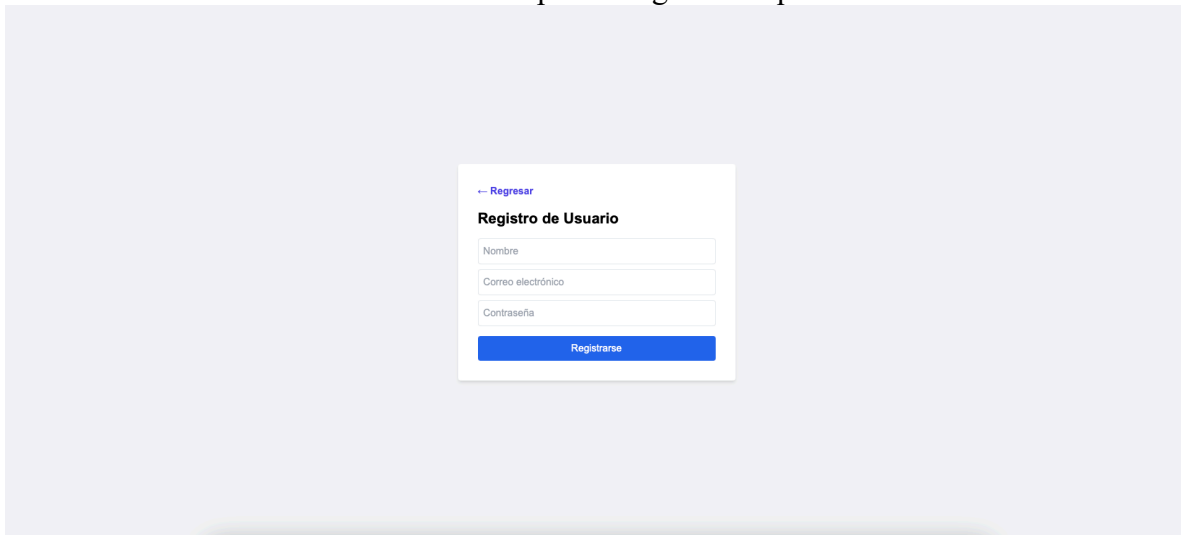 ← Regresar
Registro de Usuario
Nombre
Correo electrónico
Contraseña
Registrarse